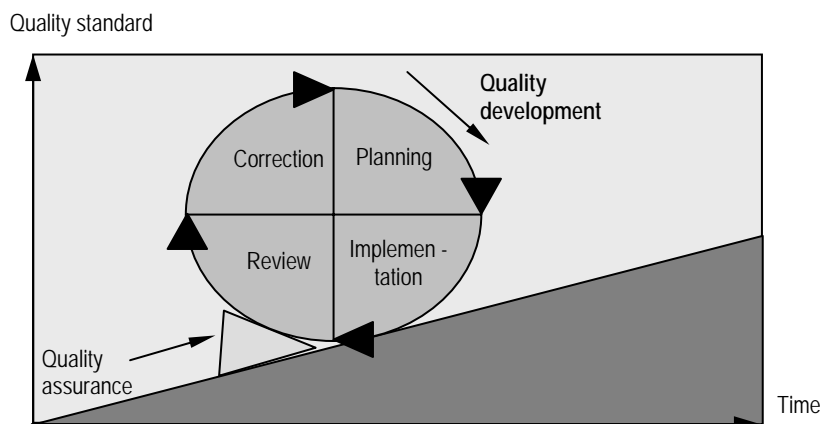 Quality standard
Quality
development
Correction
Planning
Review
Implemen -
tation
Quality
assurance
Time